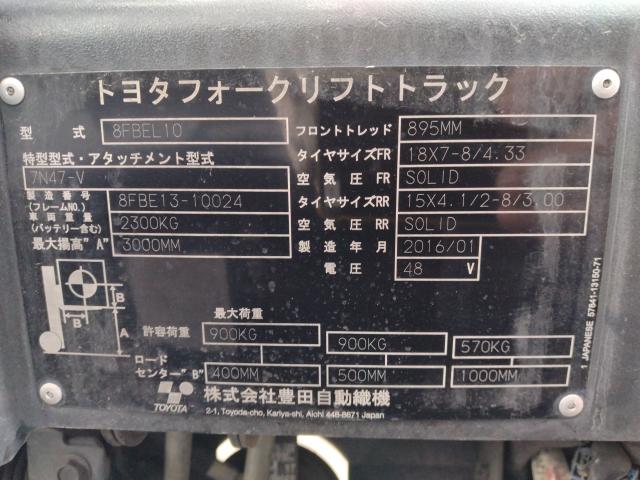 トヨタフォークリフトトラック
型 式 8FBEL10
フロントトレッド 895MM
特型型式・アタッチメント型式
7N47-V
タイヤサイズFR 18X7-8/4.33
空気圧 FR SOLID
製造番号
(フレームNO.) 8FBE13-10024
タイヤサイズRR 15X4.1/2-8/3.00
車両重量
(バッテリー含む) 2300KG
空気圧 RR SOLID
最大揚高"A" 3000MM
製造年月 2016/01
電圧 48 V
B
B
A
最大荷重
許容荷重 900KG 900KG 570KG
ロード
センター"B" 400MM 500MM 1000MM
TOYOTA
株式会社豊田自動織機
2-1, Toyoda-cho, Kariya-shi, Aichi 448-8671 Japan
1 JAPANESE 57641-13150-71